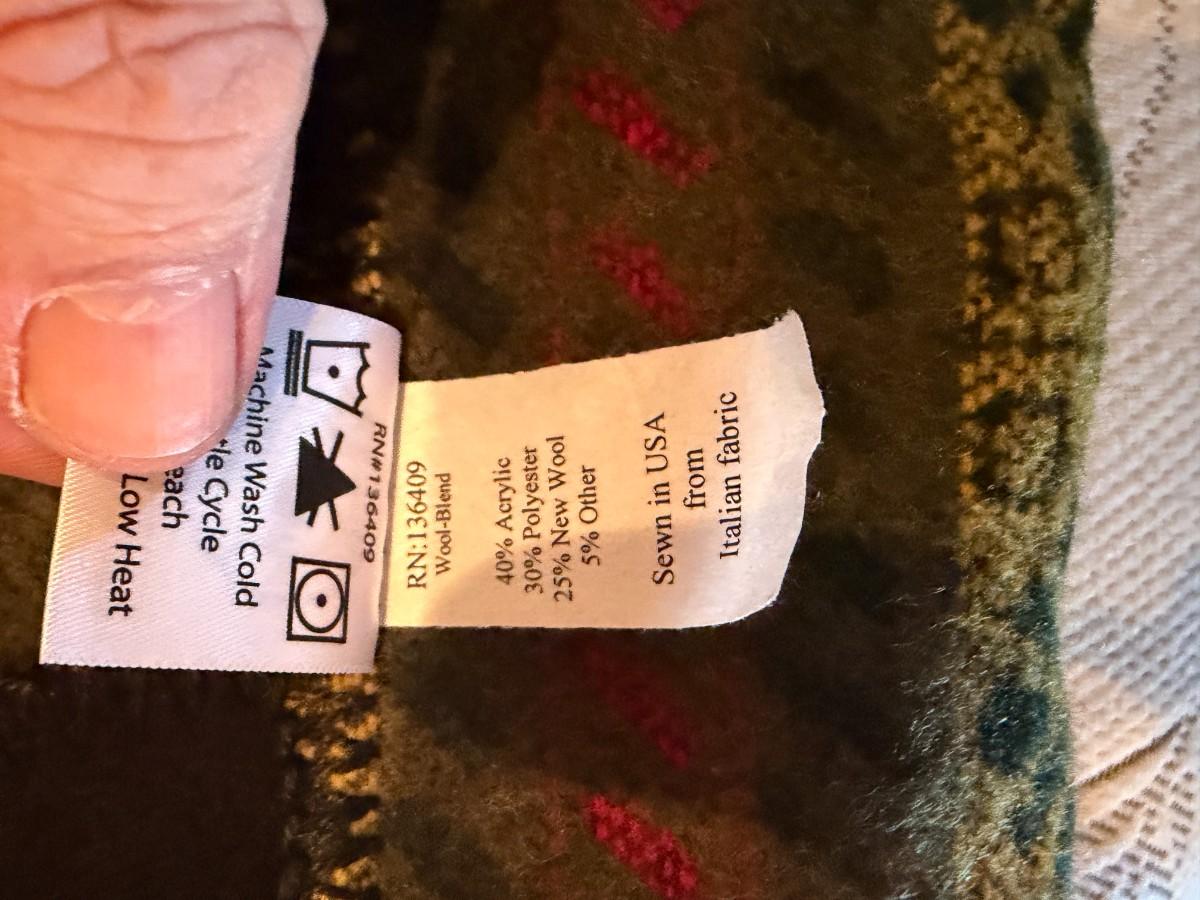 RN#136409
Machine Wash Cold
Cycle
Low Heat
RN:136409
Wool-Blend
40% Acrylic
30% Polyester
25% New Wool
5% Other
Sewn in USA
from
Italian fabric